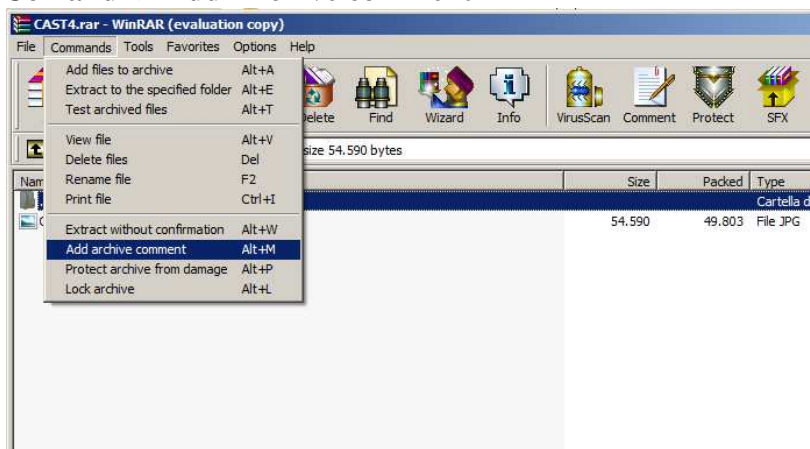 CAST4.rar - WinRAR (evaluation copy)
File Commands Tools Favorites Options Help
Add files to archive Alt+A
Extract to the specified folder Alt+E
Test archived files Alt+T
View file Alt+V
Delete files Del
Rename file F2
Print file Ctrl+I
Extract without confirmation Alt+W
Add archive comment Alt+M
Protect archive from damage Alt+P
Lock archive Alt+L
Find Wizard Info VirusScan Comment Protect SFX
size 54.590 bytes
Size Packed Type
Cartella d
54.590 49.803 File JPG